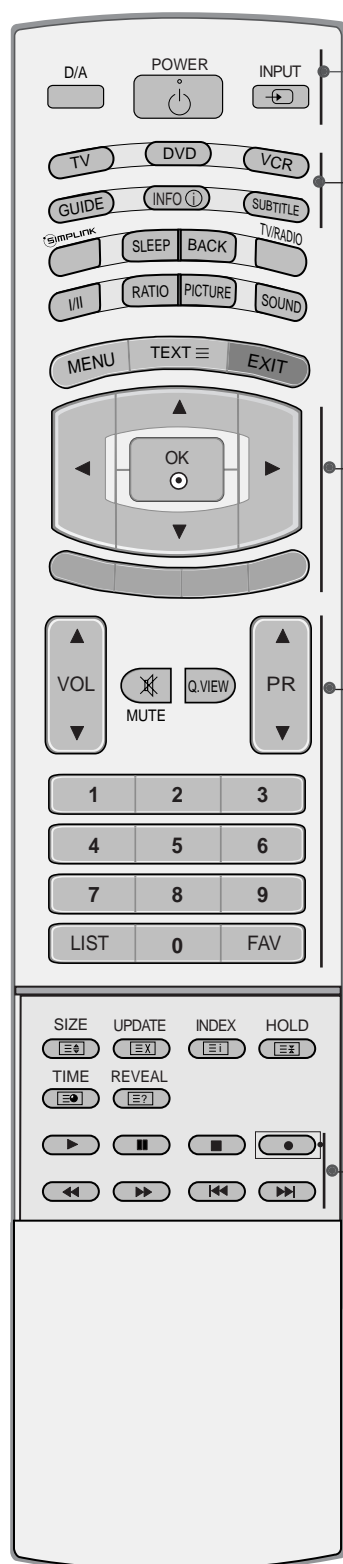 D/A POWER INPUT
TV DVD VCR
GUIDE INFO i SUBTITLE
SIMPLINK TV/RADIO
SLEEP BACK
I/II RATIO PICTURE SOUND
MENU TEXT EXIT
OK
VOL Q.VIEW PR
MUTE
1 2 3
4 5 6
7 8 9
LIST 0 FAV
SIZE UPDATE INDEX HOLD
X i
TIME REVEAL
?